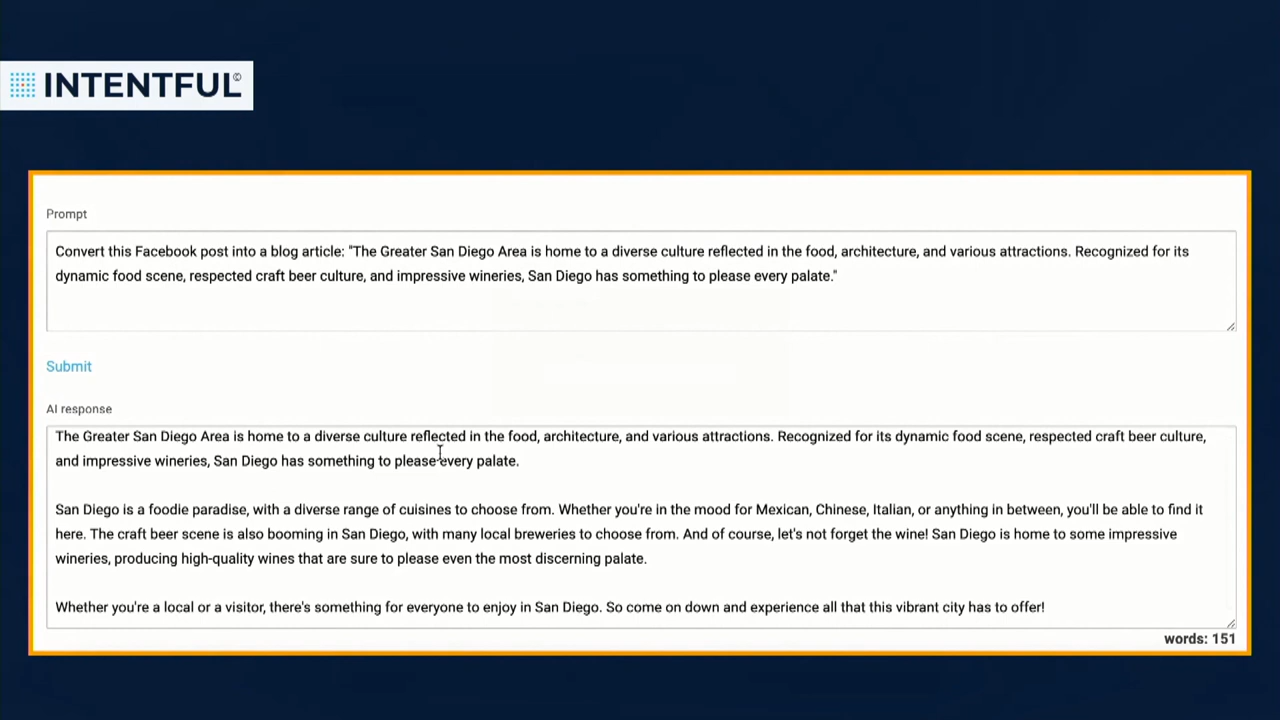 INTENTFUL©
Prompt
Convert this Facebook post into a blog article: "The Greater San Diego Area is home to a diverse culture reflected in the food, architecture, and various attractions. Recognized for its
dynamic food scene, respected craft beer culture, and impressive wineries, San Diego has something to please every palate."
Submit
AI response
The Greater San Diego Area is home to a diverse culture reflected in the food, architecture, and various attractions. Recognized for its dynamic food scene, respected craft beer culture,
and impressive wineries, San Diego has something to please every palate.
San Diego is a foodie paradise, with a diverse range of cuisines to choose from. Whether you're in the mood for Mexican, Chinese, Italian, or anything in between, you'll be able to find it
here. The craft beer scene is also booming in San Diego, with many local breweries to choose from. And of course, let's not forget the wine! San Diego is home to some impressive
wineries, producing high-quality wines that are sure to please even the most discerning palate.
Whether you're a local or a visitor, there's something for everyone to enjoy in San Diego. So come on down and experience all that this vibrant city has to offer!
words: 151